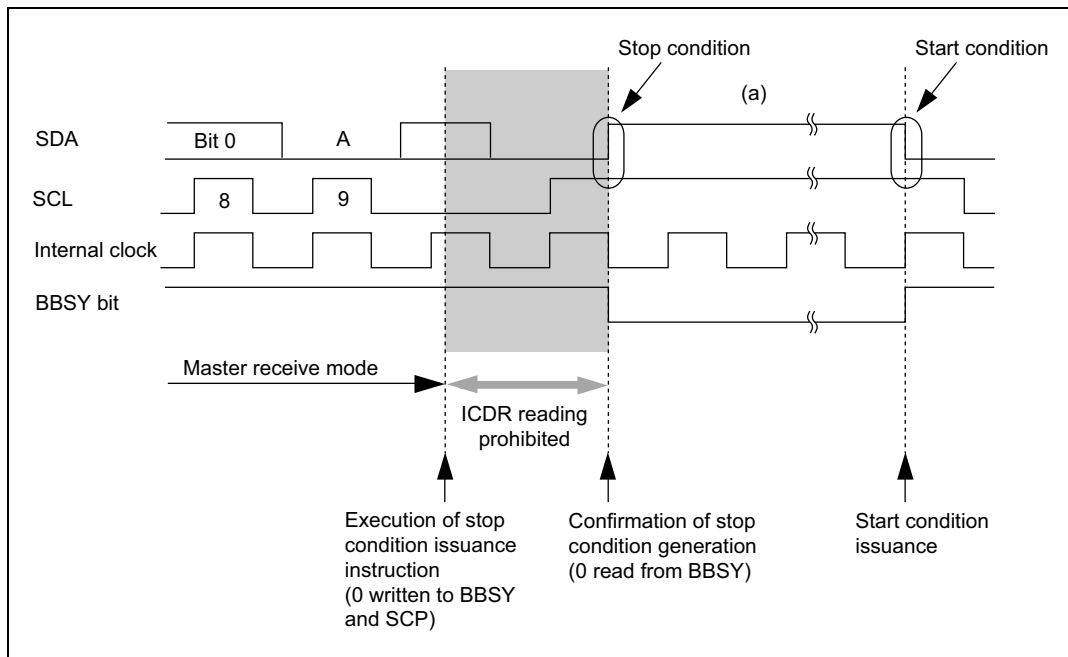 Stop condition
Start condition
(a)
SDA
Bit 0
A
SCL
8
9
Internal clock
BBSY bit
Master receive mode
ICDR reading
prohibited
Execution of stop
condition issuance
instruction
(0 written to BBSY
and SCP)
Confirmation of stop
condition generation
(0 read from BBSY)
Start condition
issuance